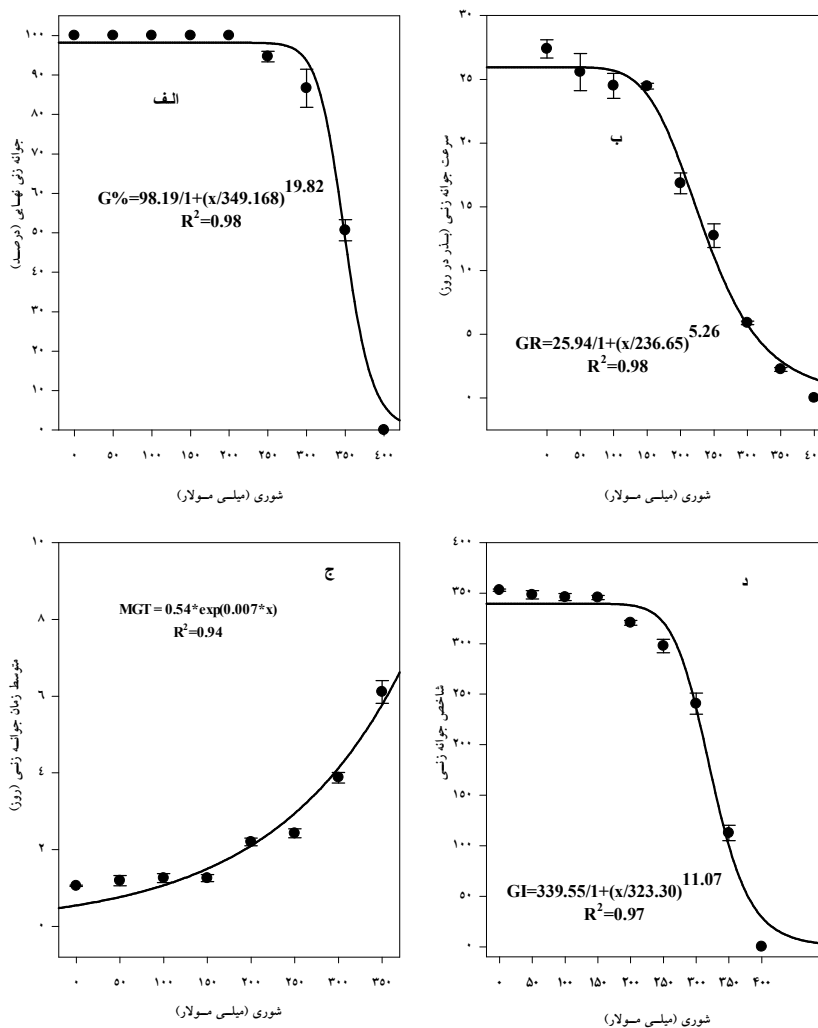 الف
جوانه زنی نهایی (درصد)
۱۰۰
۹۰
۸۰
۷۰
۶۰
۵۰
۴۰
۳۰
۲۰
۱۰
۰
G%=98.19/1+(x/349.168)^19.82
R^2=0.98
۰ ۵۰ ۱۰۰ ۱۵۰ ۲۰۰ ۲۵۰ ۳۰۰ ۳۵۰ ۴۰۰
شوری (میلی مولار)
ب
سرعت جوانه زنی (بذر در روز)
۳۰
۲۵
۲۰
۱۵
۱۰
۵
۰
GR=25.94/1+(x/236.65)^5.26
R^2=0.98
۰ ۵۰ ۱۰۰ ۱۵۰ ۲۰۰ ۲۵۰ ۳۰۰ ۳۵۰ ۴۰۰
شوری (میلی مولار)
ج
متوسط زمان جوانه زنی (روز)
۱۰
۸
۶
۴
۲
۰
MGT = 0.54*exp(0.007*x)
R^2=0.94
۰ ۵۰ ۱۰۰ ۱۵۰ ۲۰۰ ۲۵۰ ۳۰۰ ۳۵۰
شوری (میلی مولار)
د
شاخص جوانه زنی
۴۰۰
۳۵۰
۳۰۰
۲۵۰
۲۰۰
۱۵۰
۱۰۰
۵۰
۰
GI=339.55/1+(x/323.30)^11.07
R^2=0.97
۰ ۵۰ ۱۰۰ ۱۵۰ ۲۰۰ ۲۵۰ ۳۰۰ ۳۵۰ ۴۰۰
شوری (میلی مولار)